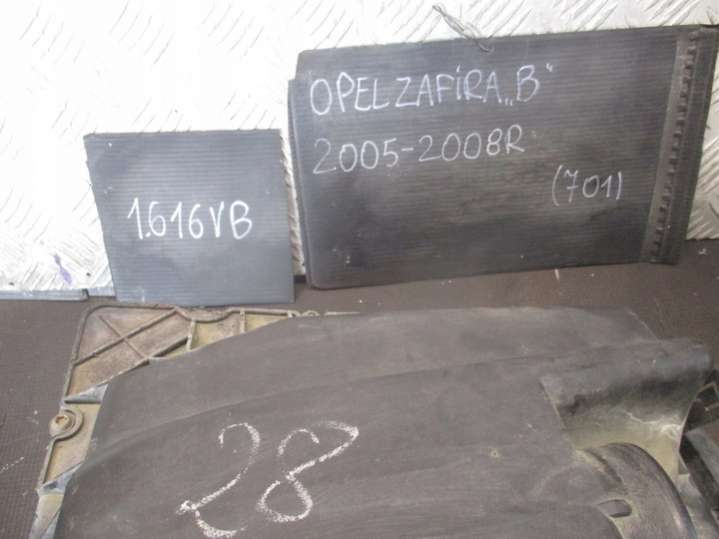 OPEL ZAFiRA „B"
2005-2008R
(701)
1.6 16V B
28